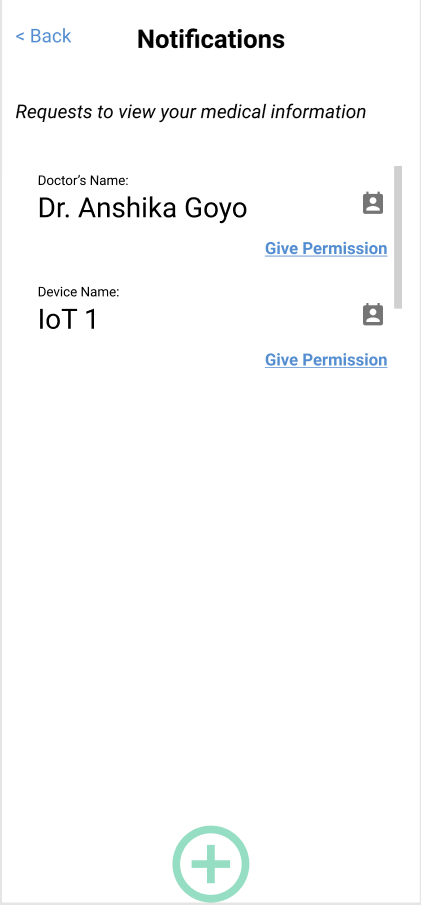 < Back
Notifications
Requests to view your medical information
Doctor’s Name:
Dr. Anshika Goyo
Give Permission
Device Name:
IoT 1
Give Permission